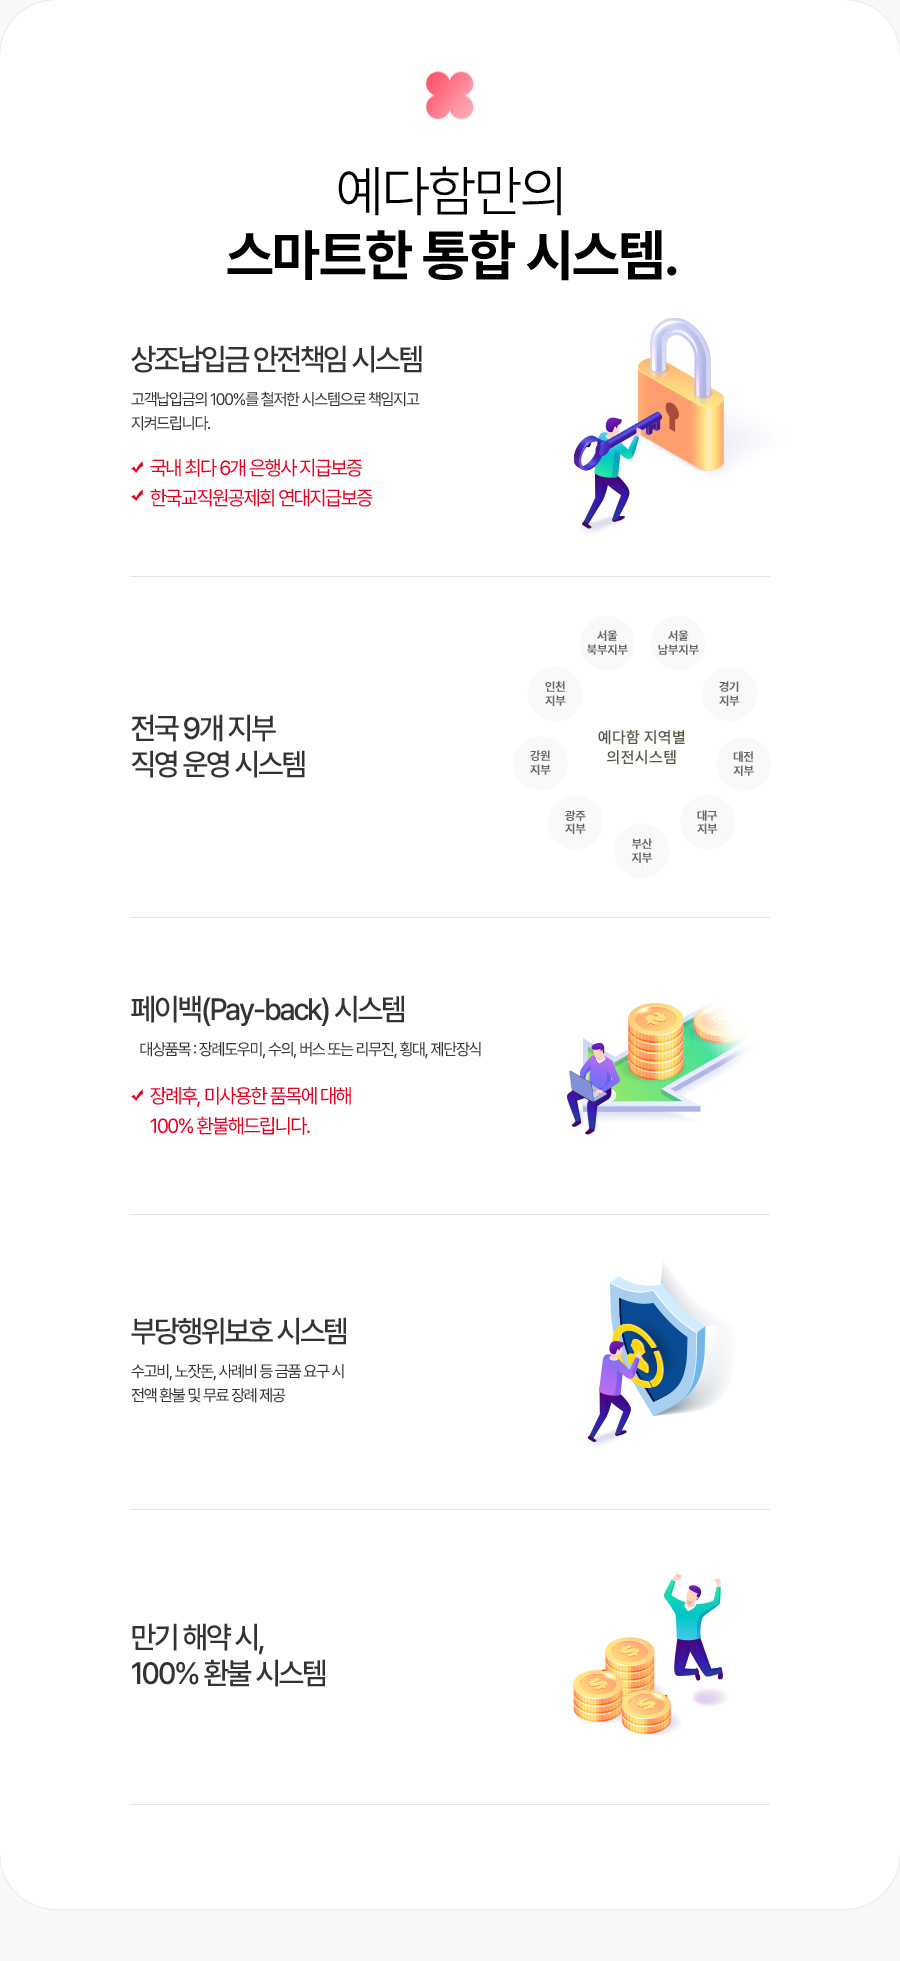 예다함만의
스마트한 통합 시스템.
상조납입금 안전책임 시스템
고객납입금의 100%를 철저한 시스템으로 책임지고
지켜드립니다.
국내 최다 6개 은행사 지급보증
한국교직원공제회 연대지급보증
전국 9개 지부
직영 운영 시스템
서울
북부지부
서울
남부지부
인천
지부
경기
지부
예다함 지역별
의전시스템
강원
지부
대전
지부
광주
지부
대구
지부
부산
지부
페이백(Pay-back) 시스템
대상품목 : 장례도우미, 수의, 버스 또는 리무진, 횡대, 제단장식
장례후, 미사용한 품목에 대해
100% 환불해드립니다.
부당행위보호 시스템
수고비, 노잣돈, 사례비 등 금품 요구 시
전액 환불 및 무료 장례 제공
만기 해약 시,
100% 환불 시스템